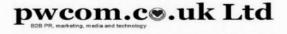 pwcom.co.uk Ltd
B2B PR, marketing, media and technology